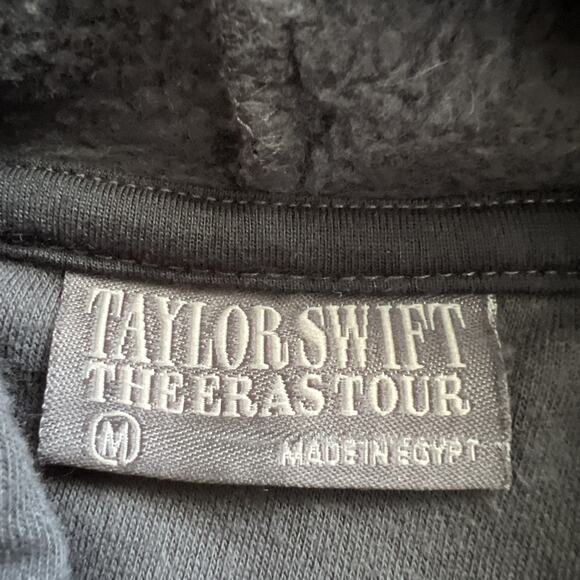 TAYLOR SWIFT
THE ERAS TOUR
M MADE IN EGYPT